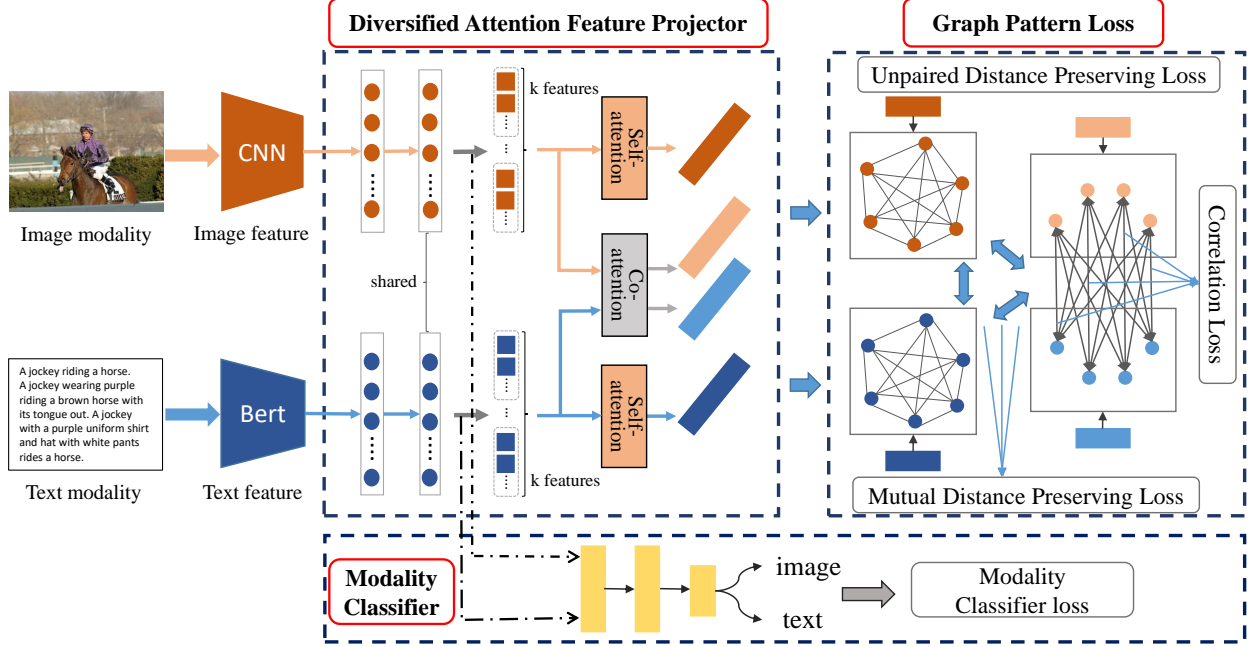 Diversified Attention Feature Projector
Graph Pattern Loss
CNN
Image modality
Image feature
k features
Self-
attention
Co-
attention
shared
A jockey riding a horse.
A jockey wearing purple
riding a brown horse with
its tongue out. A jockey
with a purple uniform shirt
and hat with white pants
rides a horse.
Bert
Text modality
Text feature
Self-
attention
k features
Unpaired Distance Preserving Loss
Correlation Loss
Mutual Distance Preserving Loss
Modality
Classifier
image
text
Modality
Classifier loss